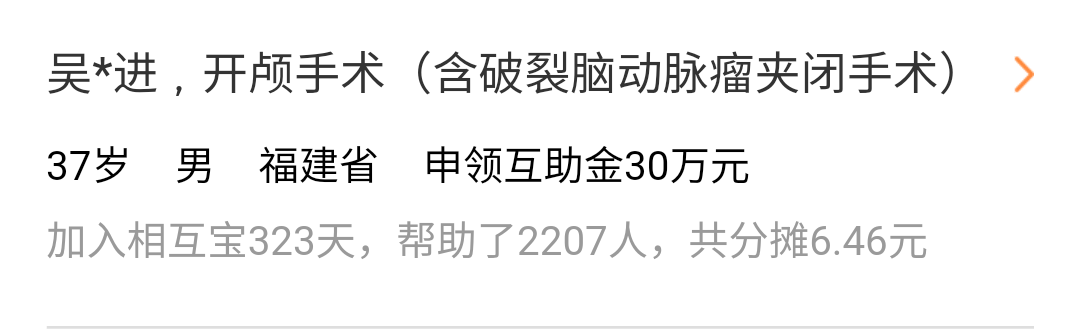 吴*进，开颅手术（含破裂脑动脉瘤夹闭手术）
37岁 男 福建省 申领互助金30万元
加入相互宝323天，帮助了2207人，共分摊6.46元